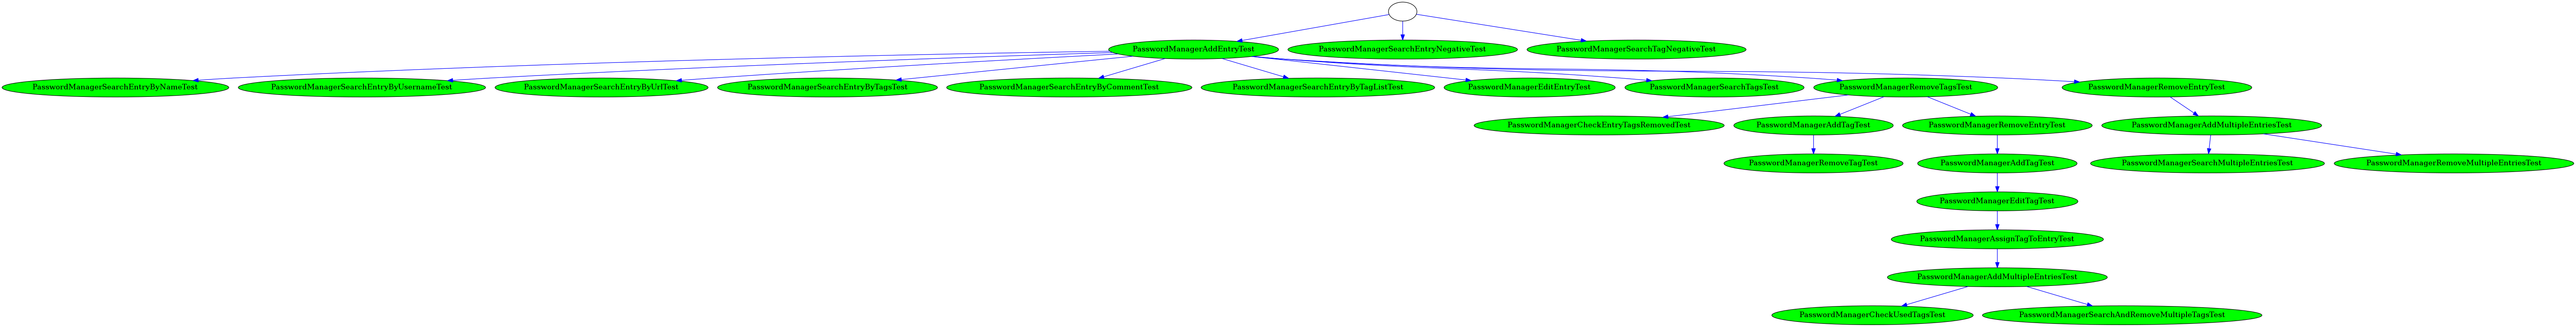 PasswordManagerAddEntryTest
PasswordManagerSearchEntryNegativeTest
PasswordManagerSearchTagNegativeTest
PasswordManagerSearchEntryByNameTest
PasswordManagerSearchEntryByUsernameTest
PasswordManagerSearchEntryByUrlTest
PasswordManagerSearchEntryByTagsTest
PasswordManagerSearchEntryByCommentTest
PasswordManagerSearchEntryByTagListTest
PasswordManagerEditEntryTest
PasswordManagerSearchTagsTest
PasswordManagerRemoveTagsTest
PasswordManagerRemoveEntryTest
PasswordManagerCheckEntryTagsRemovedTest
PasswordManagerAddTagTest
PasswordManagerRemoveEntryTest
PasswordManagerAddMultipleEntriesTest
PasswordManagerRemoveTagTest
PasswordManagerAddTagTest
PasswordManagerSearchMultipleEntriesTest
PasswordManagerRemoveMultipleEntriesTest
PasswordManagerEditTagTest
PasswordManagerAssignTagToEntryTest
PasswordManagerAddMultipleEntriesTest
PasswordManagerCheckUsedTagsTest
PasswordManagerSearchAndRemoveMultipleTagsTest